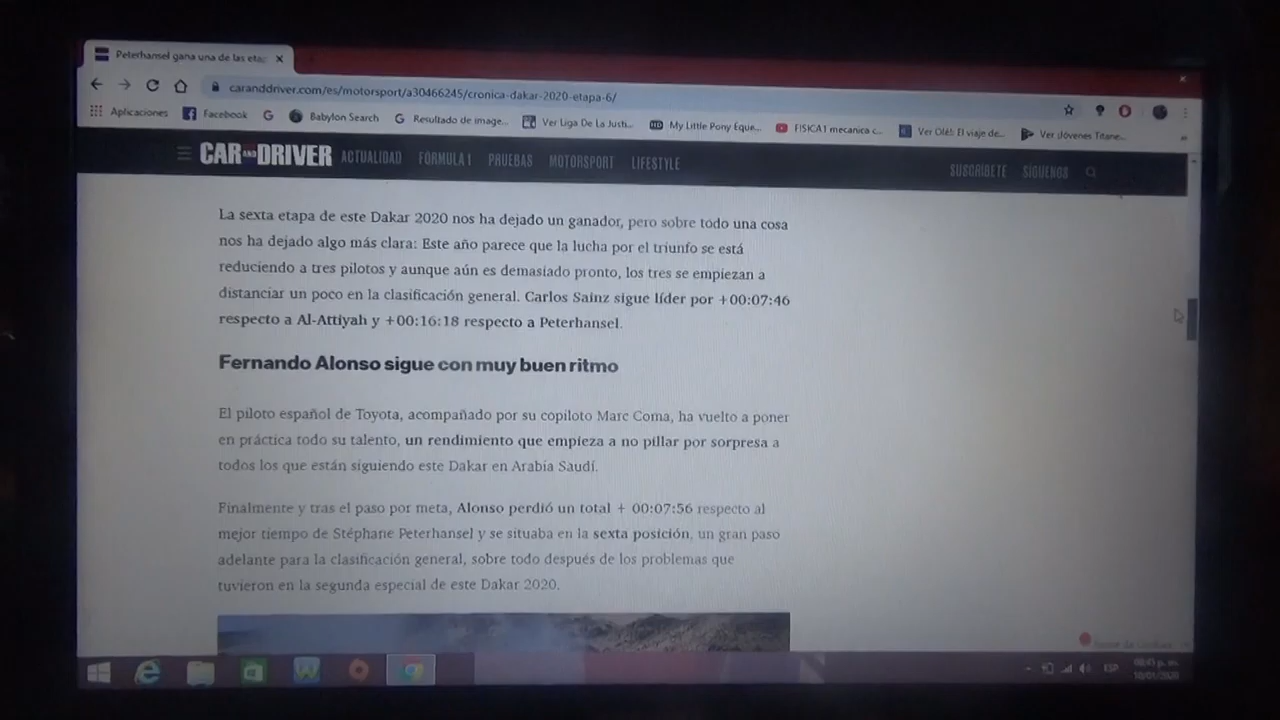 Peterhansel gana una de las etap
caranddriver.com/es/motorsport/a30466245/cronica-dakar-2020-etapa-6/
Aplicaciones Facebook Babylon Search Resultado de image... Ver Liga De La Justi... My Little Pony Eque... FISICA1 mecanica c... Ver Olé!: El viaje de... Ver ¡Jóvenes Titane...
CAR AND DRIVER ACTUALIDAD FÓRMULA 1 PRUEBAS MOTORSPORT LIFESTYLE SUSCRÍBETE SÍGUENOS
La sexta etapa de este Dakar 2020 nos ha dejado un ganador, pero sobre todo una cosa
nos ha dejado algo más clara: Este año parece que la lucha por el triunfo se está
reduciendo a tres pilotos y aunque aún es demasiado pronto, los tres se empiezan a
distanciar un poco en la clasificación general. Carlos Sainz sigue líder por +00:07:46
respecto a Al-Attiyah y +00:16:18 respecto a Peterhansel.
Fernando Alonso sigue con muy buen ritmo
El piloto español de Toyota, acompañado por su copiloto Marc Coma, ha vuelto a poner
en práctica todo su talento, un rendimiento que empieza a no pillar por sorpresa a
todos los que están siguiendo este Dakar en Arabia Saudí.
Finalmente y tras el paso por meta, Alonso perdió un total + 00:07:56 respecto al
mejor tiempo de Stéphane Peterhansel y se situaba en la sexta posición, un gran paso
adelante para la clasificación general, sobre todo después de los problemas que
tuvieron en la segunda especial de este Dakar 2020.
ESP
08:45 p. m.
10/01/2020